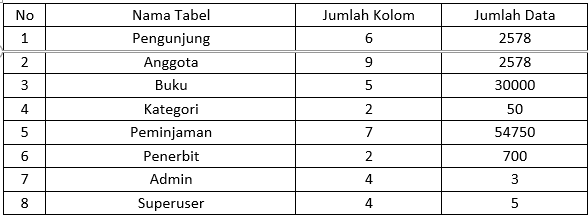 No Nama Tabel Jumlah Kolom Jumlah Data
1 Pengunjung 6 2578
2 Anggota 9 2578
3 Buku 5 30000
4 Kategori 2 50
5 Peminjaman 7 54750
6 Penerbit 2 700
7 Admin 4 3
8 Superuser 4 5